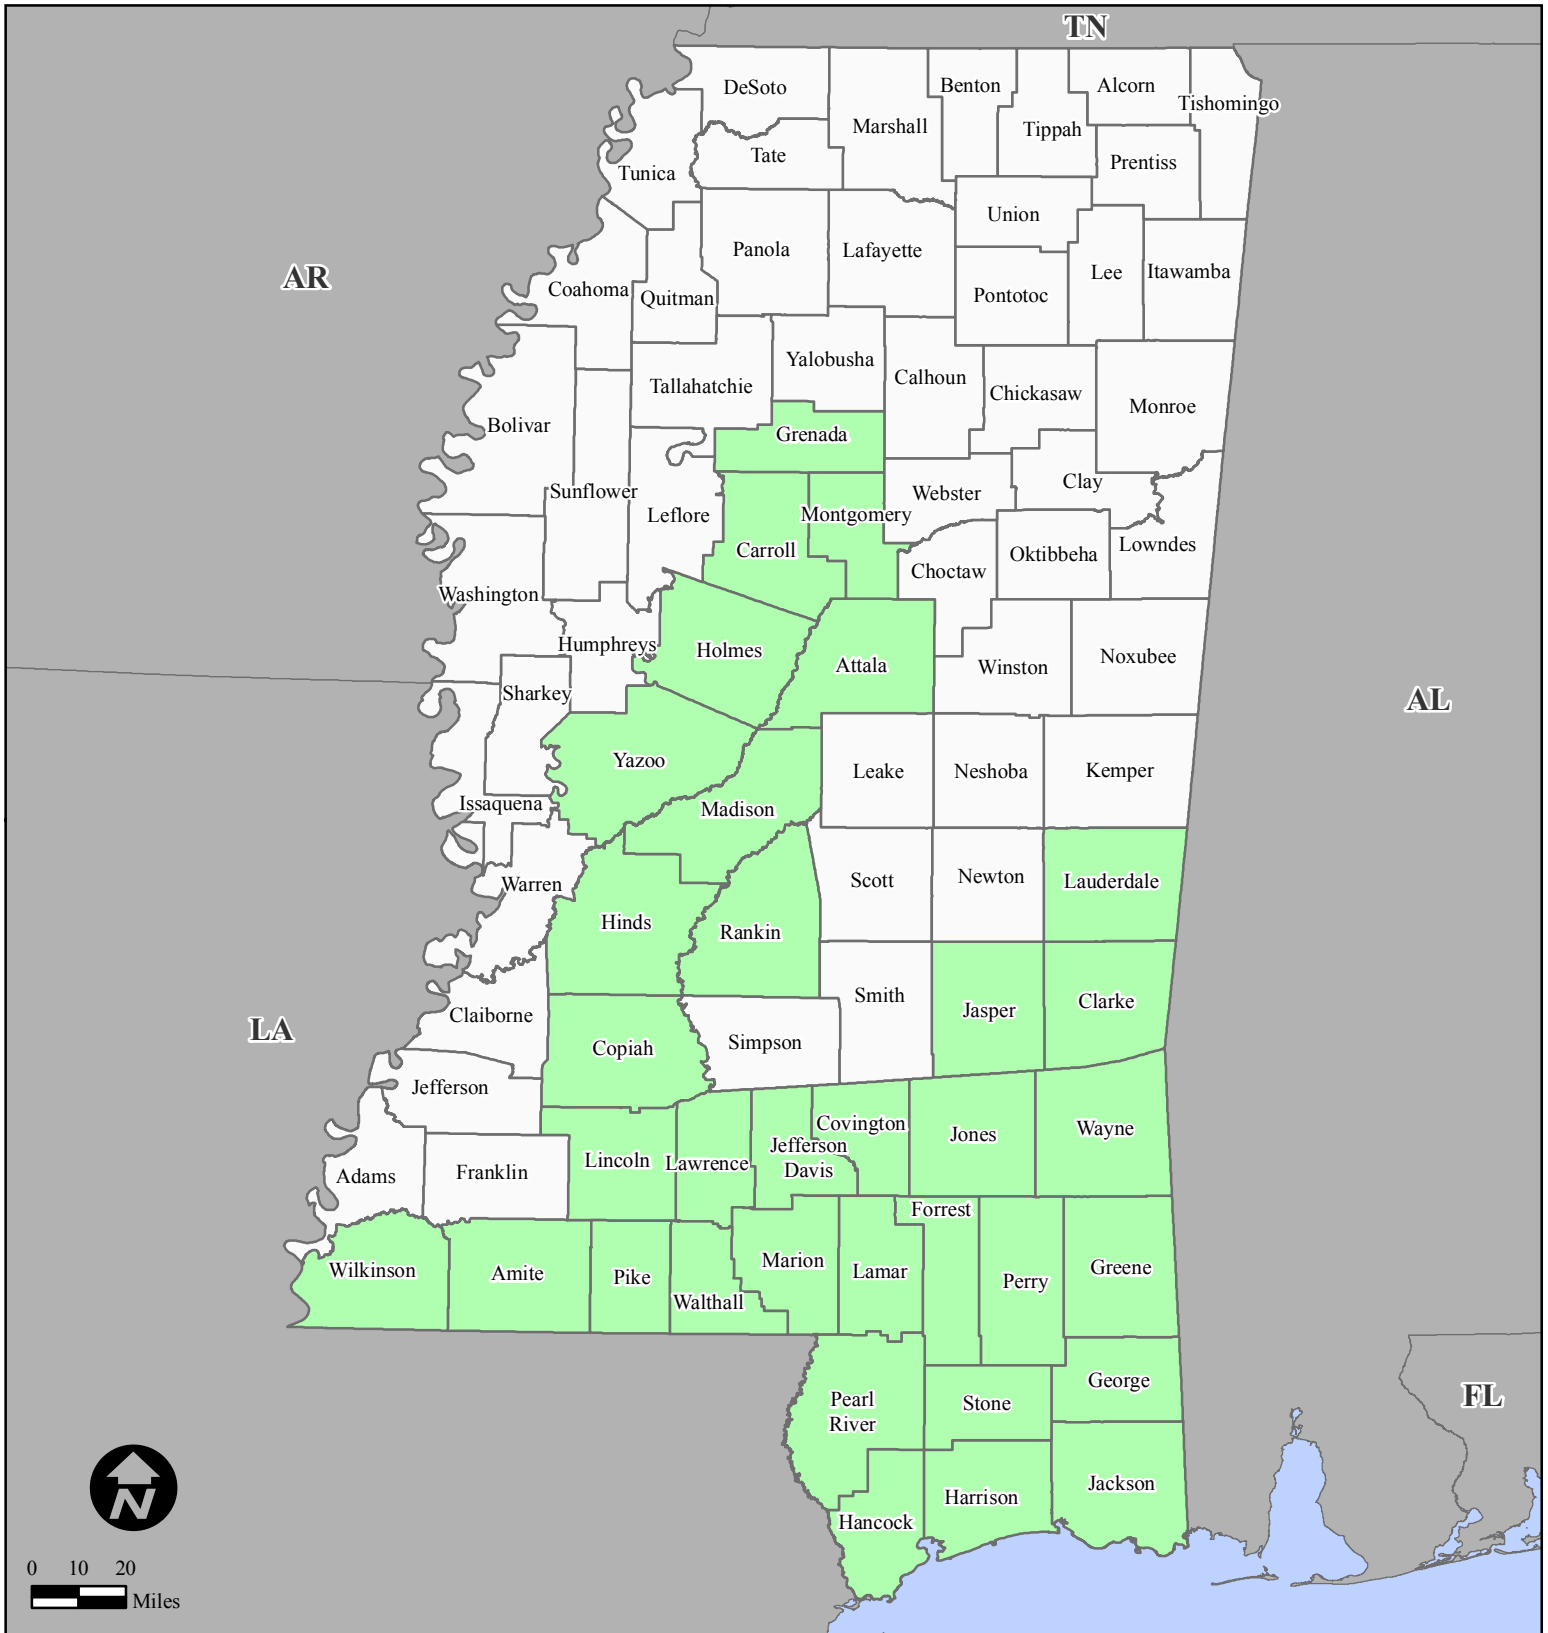 TN
DeSoto
Benton
Alcorn
Tishomingo
Marshall
Tippah
Tate
Prentiss
Tunica
Union
Panola
Lafayette
Lee
Itawamba
AR
Coahoma
Quitman
Pontotoc
Yalobusha
Calhoun
Tallahatchie
Chickasaw
Monroe
Bolivar
Grenada
Clay
Sunflower
Webster
Leflore
Montgomery
Lowndes
Carroll
Oktibbeha
Choctaw
Washington
Humphreys
Holmes
Attala
Winston
Noxubee
Sharkey
AL
Yazoo
Leake
Neshoba
Kemper
Issaquena
Madison
Warren
Scott
Newton
Lauderdale
Hinds
Rankin
Smith
Jasper
Clarke
LA
Claiborne
Copiah
Simpson
Jefferson
Covington
Jones
Wayne
Jefferson
Davis
Adams
Franklin
Lincoln
Lawrence
Forrest
Wilkinson
Amite
Pike
Walthall
Marion
Lamar
Perry
Greene
Pearl
River
Stone
George
FL
Harrison
Jackson
Hancock
N
0 10 20
Miles